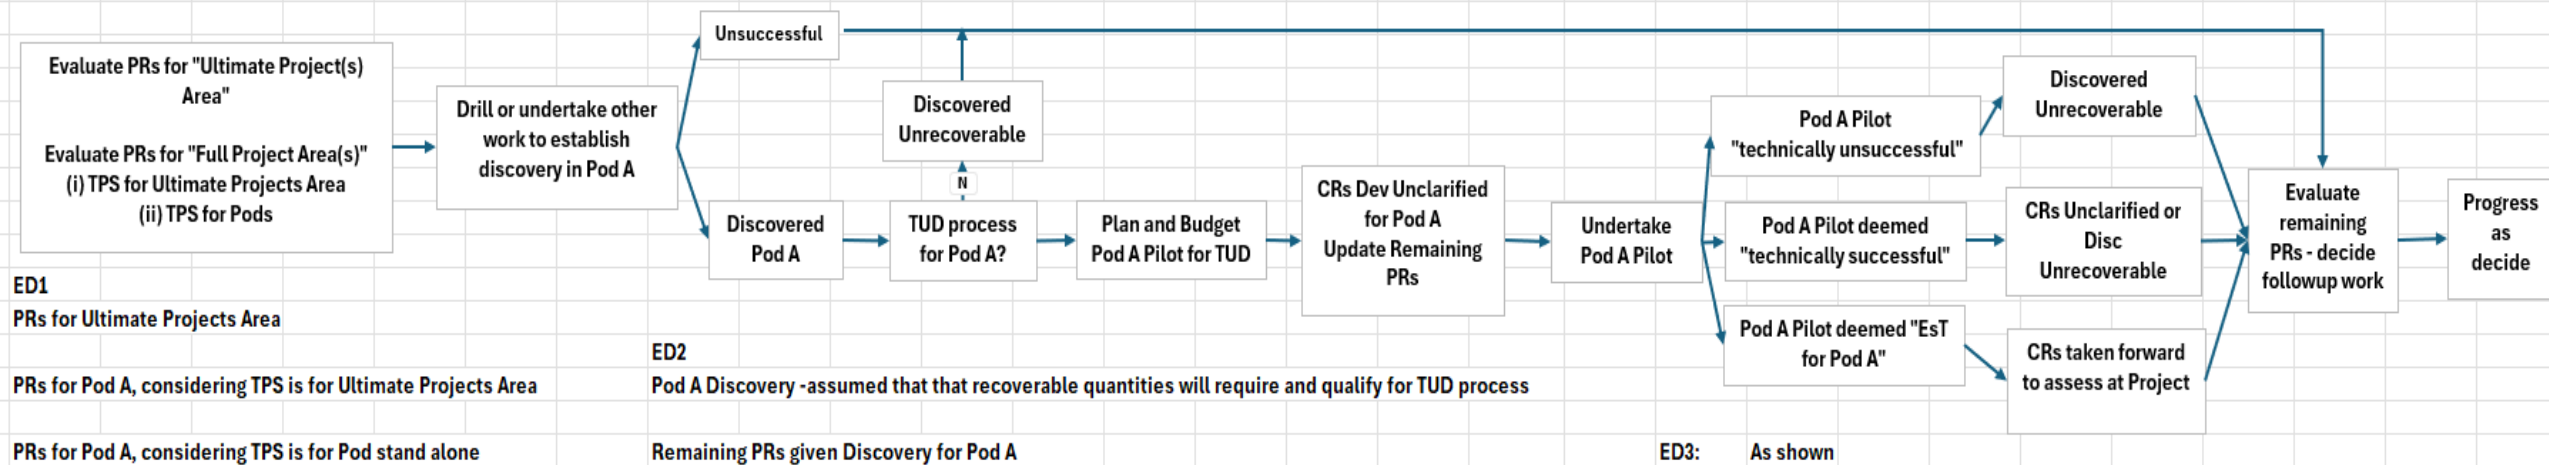 Evaluate PRs for "Ultimate Project(s)
Area"
Evaluate PRs for "Full Project Area(s)"
(i) TPS for Ultimate Projects Area
(ii) TPS for Pods
Drill or undertake other
work to establish
discovery in Pod A
Unsuccessful
Discovered
Pod A
Discovered
Unrecoverable
N
TUD process
for Pod A?
Plan and Budget
Pod A Pilot for TUD
CRs Dev Unclarified
for Pod A
Update Remaining
PRs
Undertake
Pod A Pilot
Pod A Pilot
"technically unsuccessful"
Pod A Pilot deemed
"technically successful"
Pod A Pilot deemed "EsT
for Pod A"
Discovered
Unrecoverable
CRs Unclarified or
Disc
Unrecoverable
CRs taken forward
to assess at Project
Evaluate
remaining
PRs - decide
followup work
Progress
as
decide
ED1
PRs for Ultimate Projects Area
PRs for Pod A, considering TPS is for Ultimate Projects Area
PRs for Pod A, considering TPS is for Pod stand alone
ED2
Pod A Discovery -assumed that that recoverable quantities will require and qualify for TUD process
Remaining PRs given Discovery for Pod A
ED3: As shown